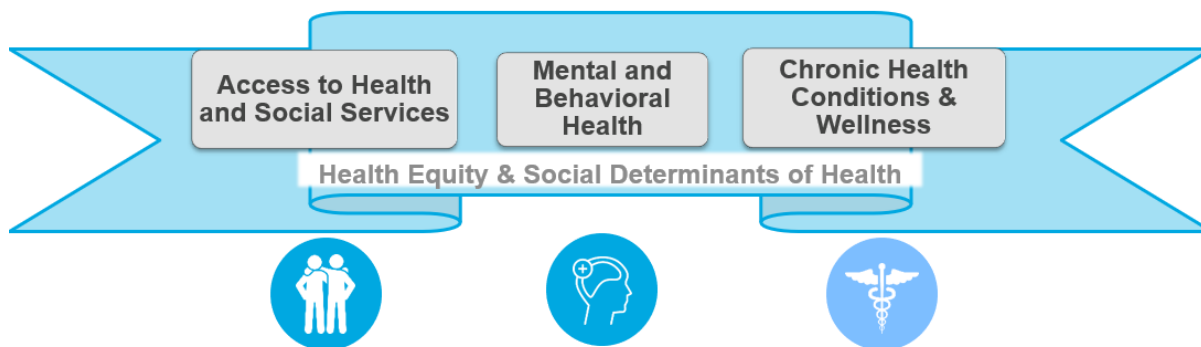 Access to Health
and Social Services
Mental and
Behavioral
Health
Chronic Health
Conditions &
Wellness
Health Equity & Social Determinants of Health